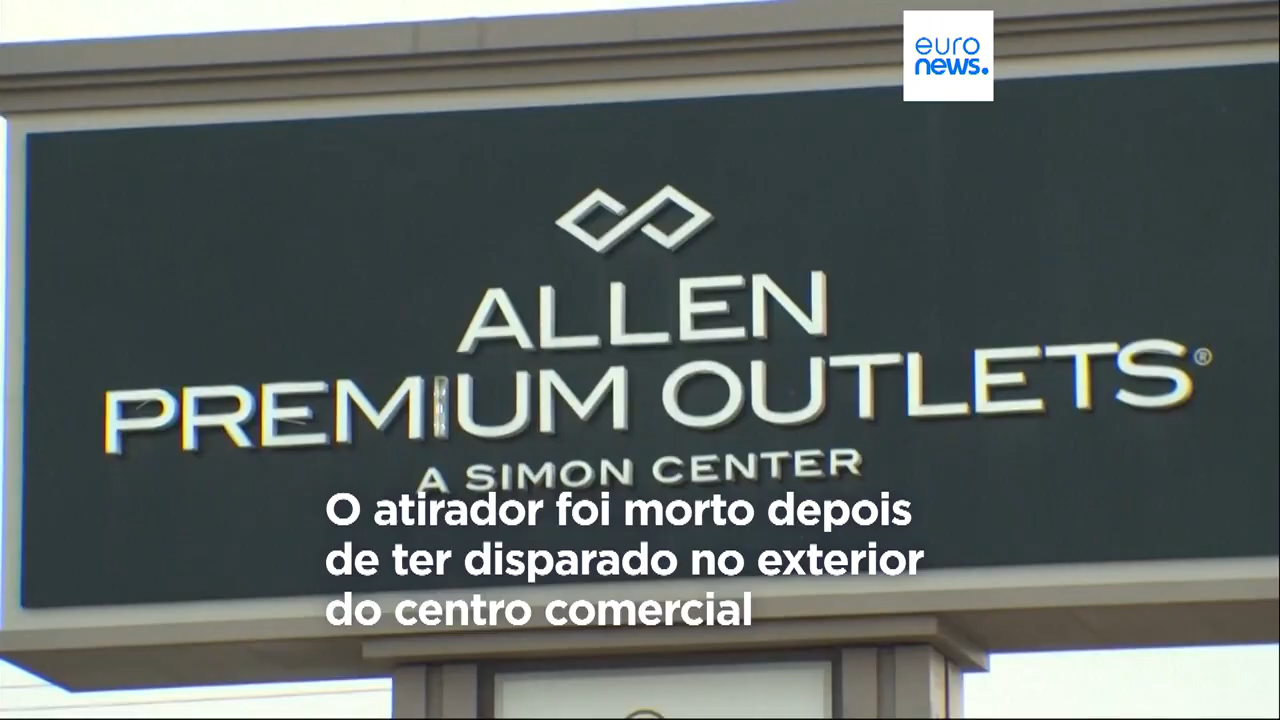 euro
news.
ALLEN
PREMIUM OUTLETS®
A SIMON CENTER
O atirador foi morto depois
de ter disparado no exterior
do centro comercial